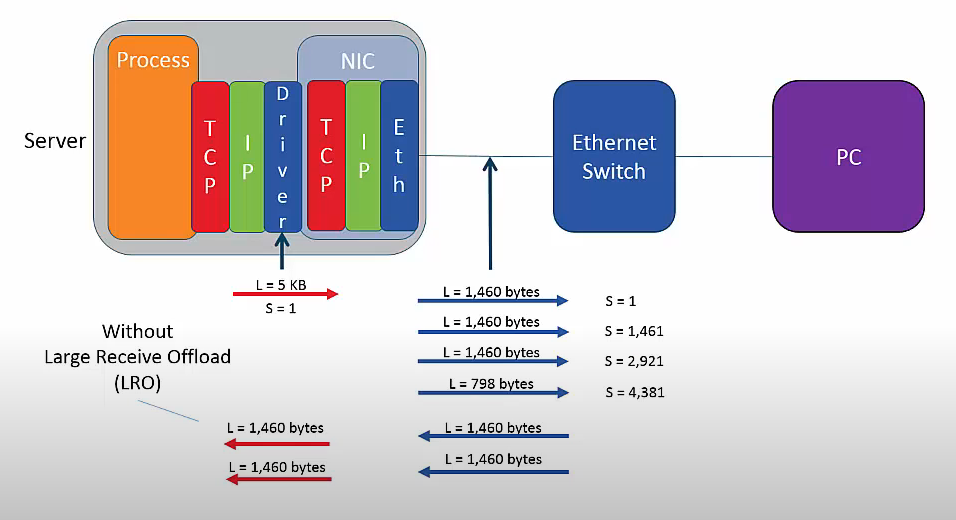 Process
NIC
Server
TCP
IP
Driver
TCP
IP
Eth
Ethernet
Switch
PC
L = 5 KB
S = 1
L = 1,460 bytes
S = 1
L = 1,460 bytes
S = 1,461
L = 1,460 bytes
S = 2,921
L = 798 bytes
S = 4,381
Without
Large Receive Offload
(LRO)
L = 1,460 bytes
L = 1,460 bytes
L = 1,460 bytes
L = 1,460 bytes